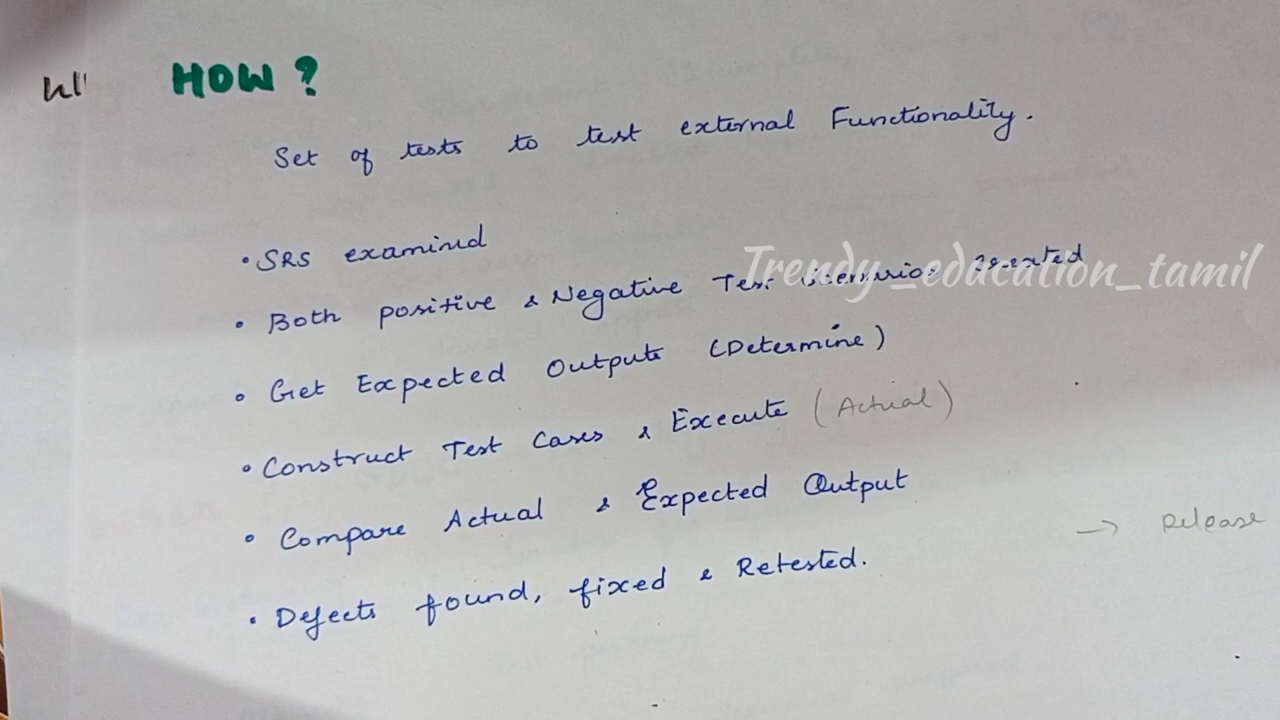 HOW?
Set of tests to test external Functionality.
• SRS examined
• Both positive & Negative Test Scenarios created
Trendy_education_tamil
• Get Expected Outputs (Determine)
• Construct Test Cases & Execute (Actual)
• Compare Actual & Expected Output
→ Release
• Defects found, fixed & Retested.